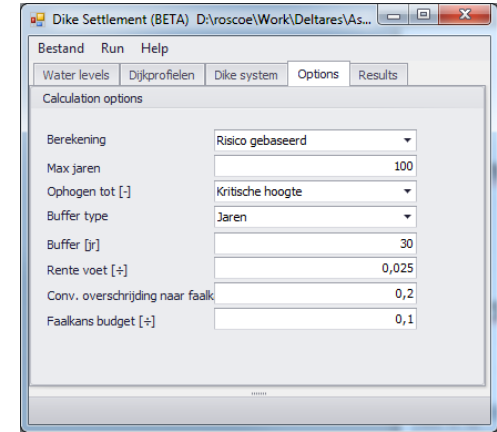 Dike Settlement (BETA) D:\roscoe\Work\Deltares\As...
Bestand Run Help
Water levels Dijkprofielen Dike system Options Results
Calculation options
Berekening Risico gebaseerd
Max jaren 100
Ophogen tot [-] Kritische hoogte
Buffer type Jaren
Buffer [jr] 30
Rente voet [÷] 0,025
Conv. overschrijding naar faalk 0,2
Faalkans budget [÷] 0,1